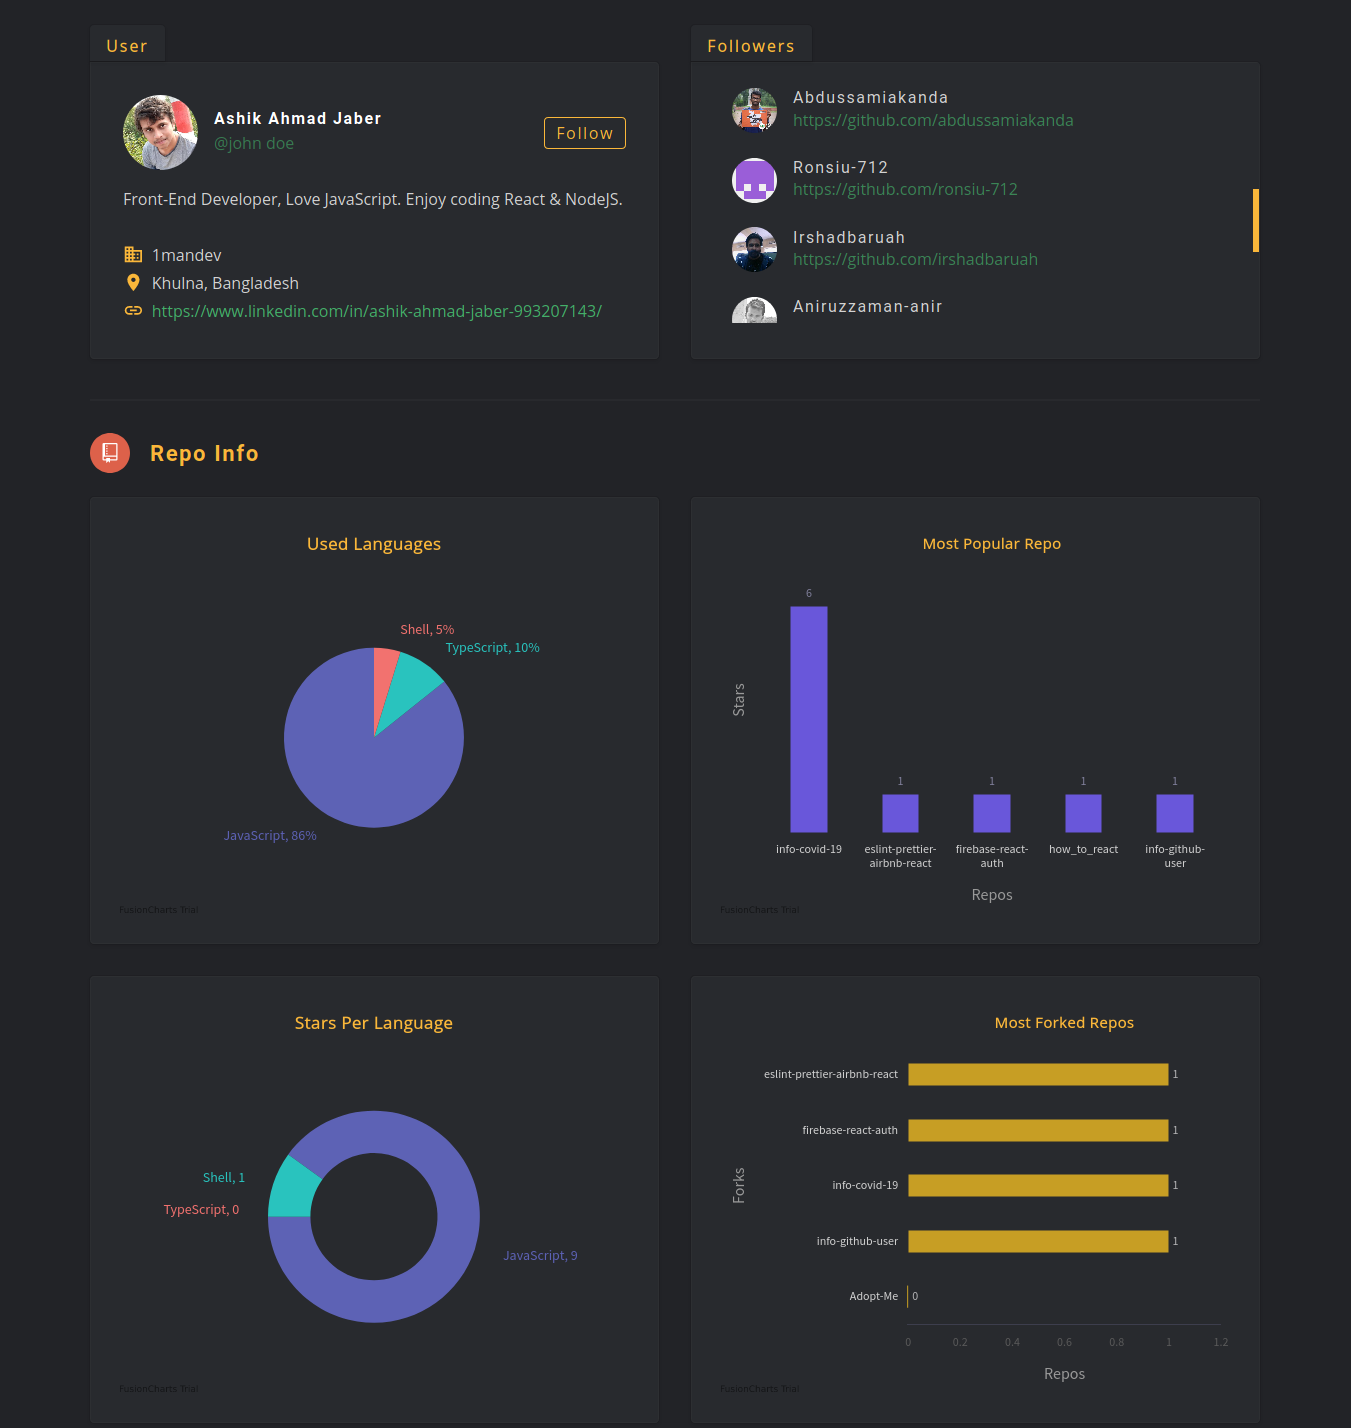 User
Ashik Ahmad Jaber
@john doe
Follow
Front-End Developer, Love JavaScript. Enjoy coding React & NodeJS.
1mandev
Khulna, Bangladesh
https://www.linkedin.com/in/ashik-ahmad-jaber-993207143/
Followers
Abdussamiakanda
https://github.com/abdussamiakanda
Ronsiu-712
https://github.com/ronsiu-712
Irshadbaruah
https://github.com/irshadbaruah
Aniruzzaman-anir
Repo Info
Used Languages
Shell, 5%
TypeScript, 10%
JavaScript, 86%
FusionCharts Trial
Most Popular Repo
6
Stars
1 1 1 1
info-covid-19 eslint-prettier- firebase-react- how_to_react info-github-
airbnb-react auth user
Repos
FusionCharts Trial
Stars Per Language
Shell, 1
TypeScript, 0
JavaScript, 9
FusionCharts Trial
Most Forked Repos
eslint-prettier-airbnb-react 1
firebase-react-auth 1
Forks
info-covid-19 1
info-github-user 1
Adopt-Me 0
0 0.2 0.4 0.6 0.8 1 1.2
Repos
FusionCharts Trial